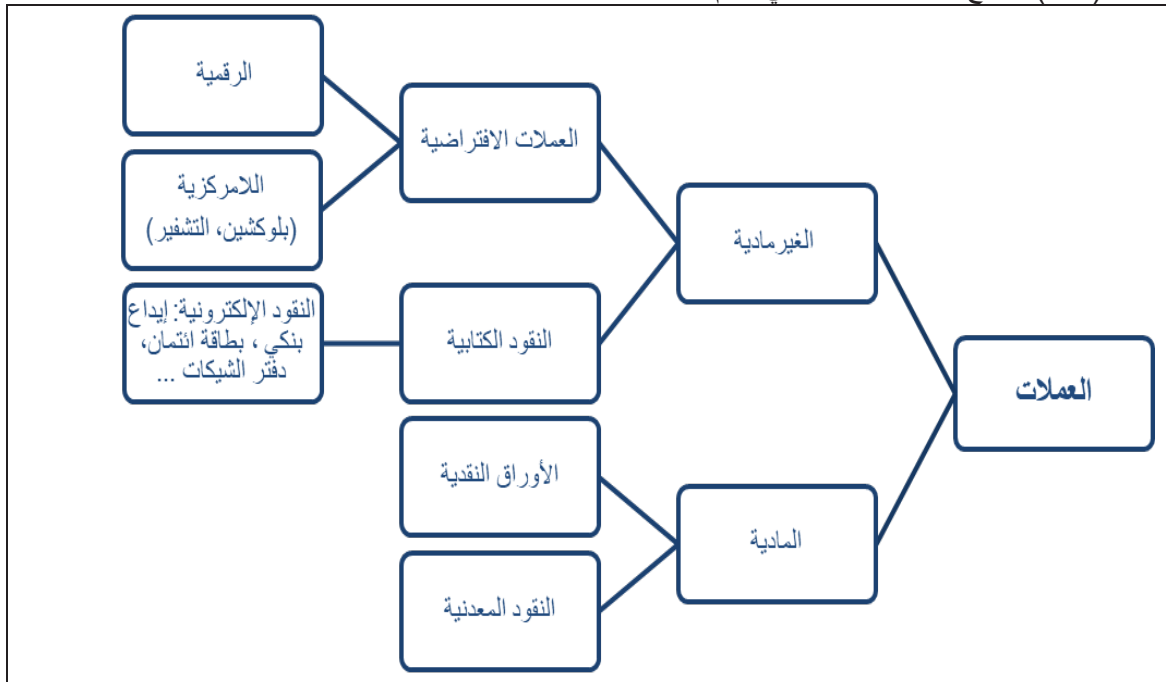 العملات
الغيرمادية
المادية
العملات الافتراضية
النقود الكتابية
الأوراق النقدية
النقود المعدنية
الرقمية
اللامركزية
(بلوكشين، التشفير)
النقود الإلكترونية: إيداع
بنكي ، بطاقة ائتمان،
دفتر الشيكات ...